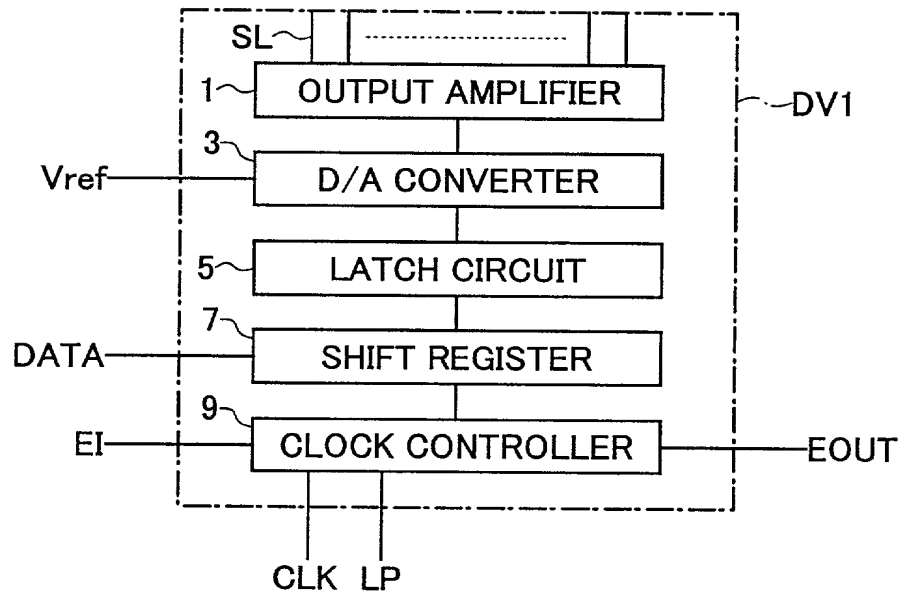 SL
1
OUTPUT AMPLIFIER
DV1
3
Vref
D/A CONVERTER
5
LATCH CIRCUIT
7
DATA
SHIFT REGISTER
9
EI
CLOCK CONTROLLER
EOUT
CLK LP